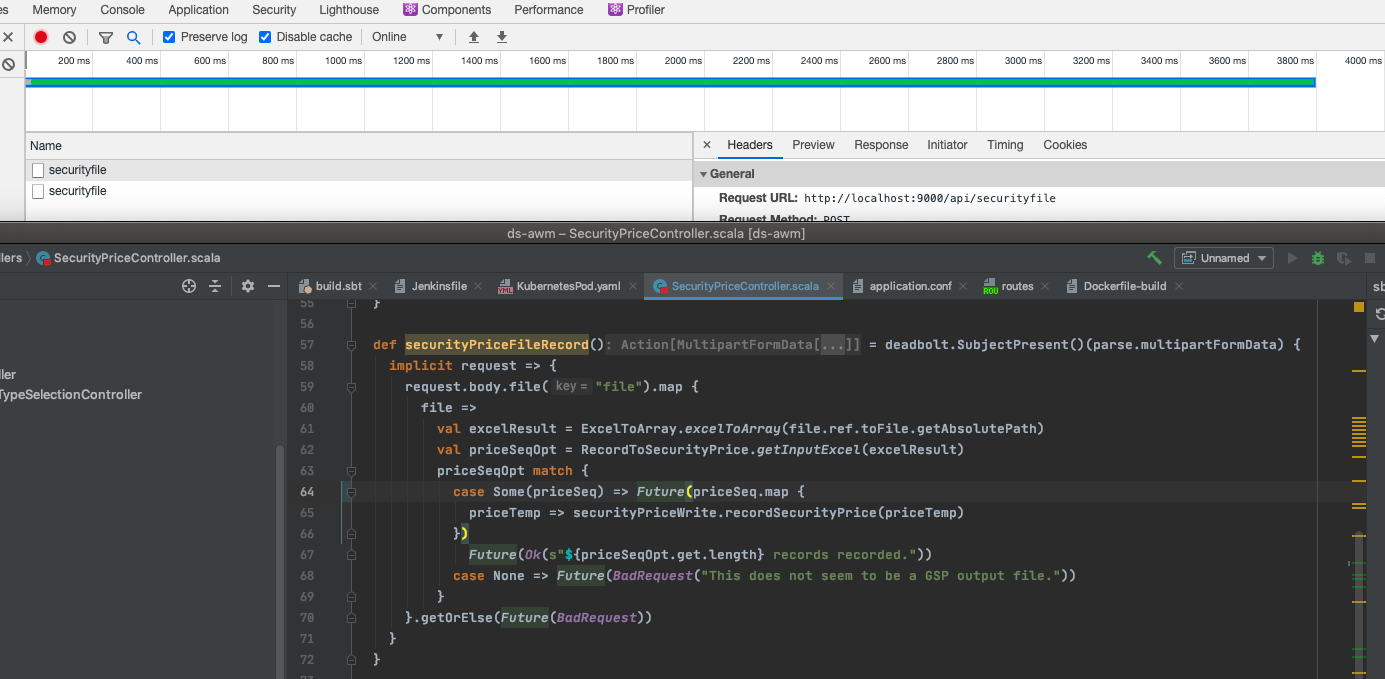 es Memory Console Application Security Lighthouse Components Performance Profiler
Preserve log Disable cache Online
200 ms 400 ms 600 ms 800 ms 1000 ms 1200 ms 1400 ms 1600 ms 1800 ms 2000 ms 2200 ms 2400 ms 2600 ms 2800 ms 3000 ms 3200 ms 3400 ms 3600 ms 3800 ms 4000 ms
Name
× Headers Preview Response Initiator Timing Cookies
securityfile
General
securityfile
Request URL: http://localhost:9000/api/securityfile
Request Method: POST
ds-awm – SecurityPriceController.scala [ds-awm]
lers SecurityPriceController.scala
Unnamed
build.sbt Jenkinsfile KubernetesPod.yaml SecurityPriceController.scala application.conf routes Dockerfile-build sb
ller
TypeSelectionController
55 }
56
57 def securityPriceFileRecord(): Action[MultipartFormData[...]] = deadbolt.SubjectPresent()(parse.multipartFormData) {
58 implicit request => {
59 request.body.file( key = "file").map {
60 file =>
61 val excelResult = ExcelToArray.excelToArray(file.ref.toFile.getAbsolutePath)
62 val priceSeqOpt = RecordToSecurityPrice.getInputExcel(excelResult)
63 priceSeqOpt match {
64 case Some(priceSeq) => Future(priceSeq.map {
65 priceTemp => securityPriceWrite.recordSecurityPrice(priceTemp)
66 })
67 Future(Ok(s"${priceSeqOpt.get.length} records recorded."))
68 case None => Future(BadRequest("This does not seem to be a GSP output file."))
69 }
70 }.getOrElse(Future(BadRequest))
71 }
72 }